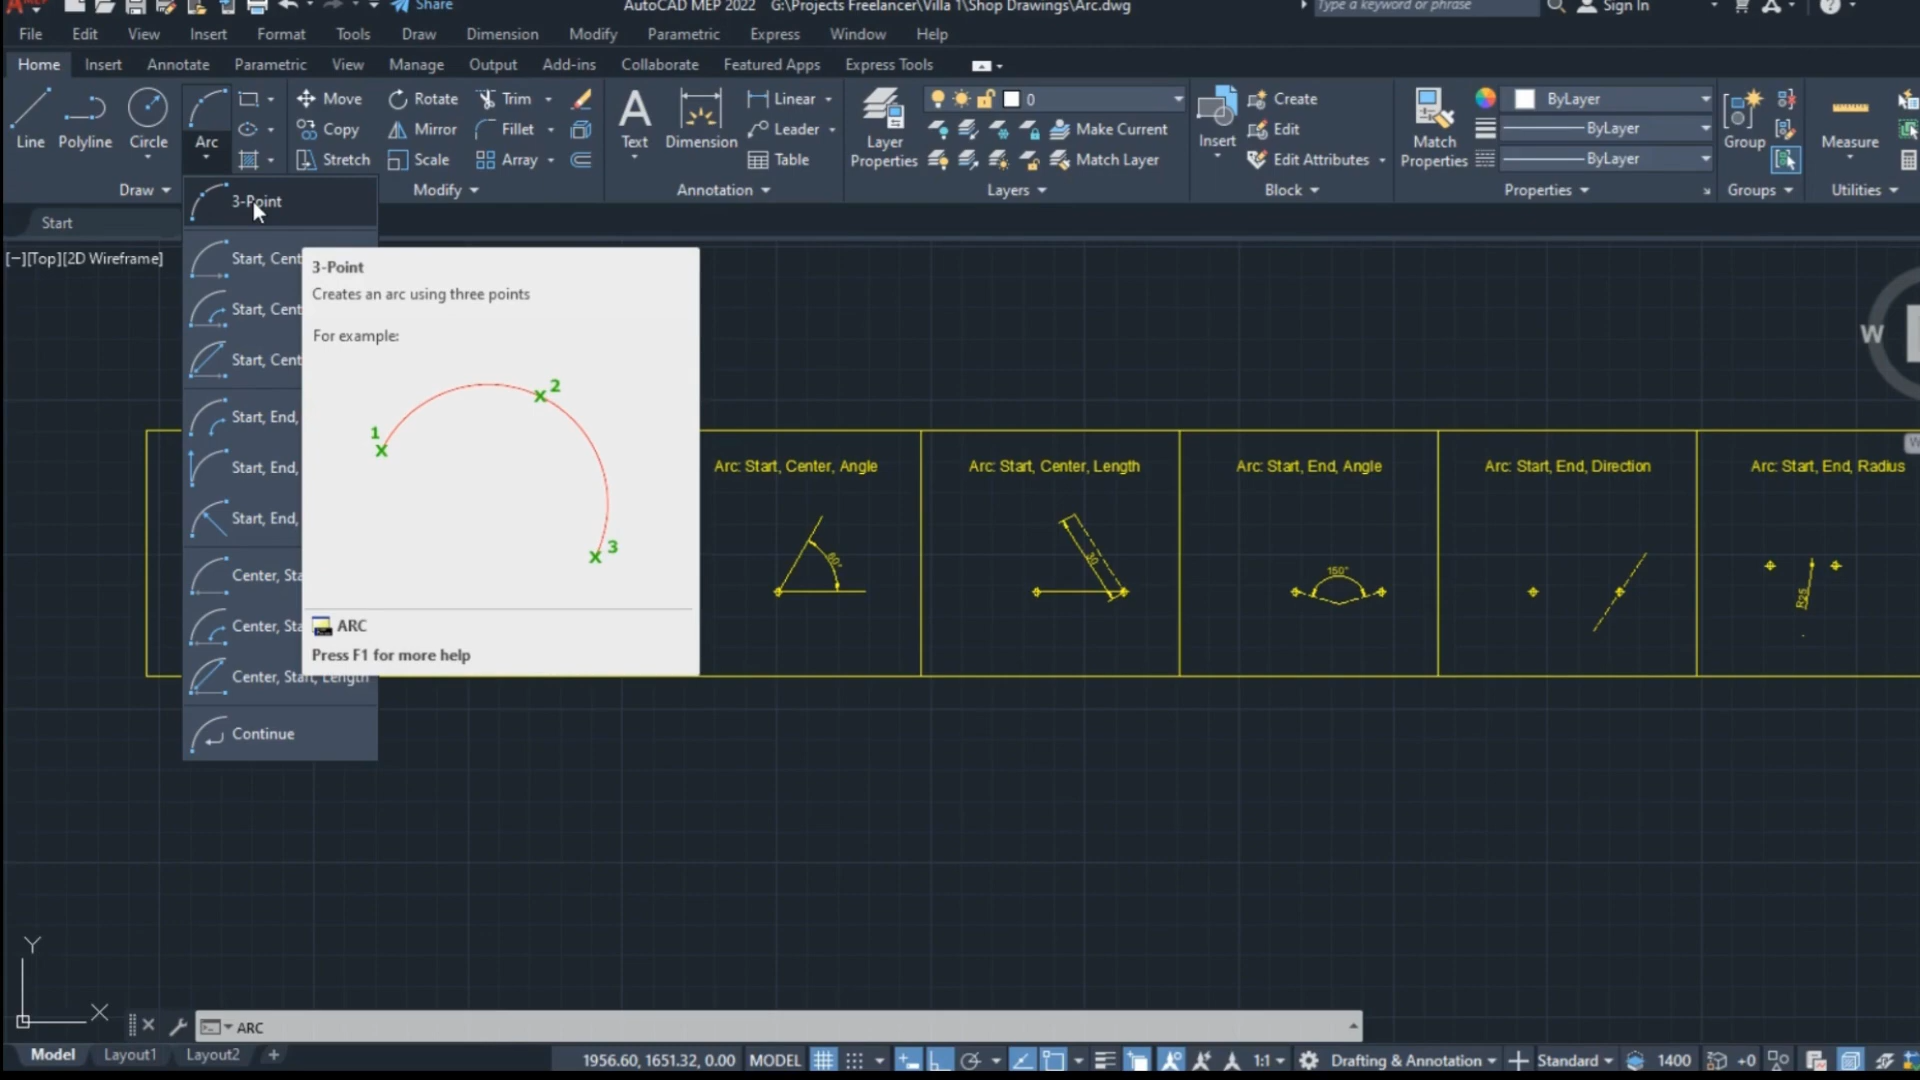 Share
AutoCAD MEP 2022 G:\Projects Freelancer\Villa 1\Shop Drawings\Arc.dwg
Type a keyword or phrase
Sign In
File Edit View Insert Format Tools Draw Dimension Modify Parametric Express Window Help
Home Insert Annotate Parametric View Manage Output Add-ins Collaborate Featured Apps Express Tools
Line Polyline Circle Arc
Move Rotate Trim
Copy Mirror Fillet
Stretch Scale Array
Text Dimension
Linear
Leader
Table
Layer Properties
0
Make Current
Match Layer
Insert
Create
Edit
Edit Attributes
Match Properties
ByLayer
ByLayer
ByLayer
Group
Measure
Draw Modify Annotation Layers Block Properties Groups Utilities
Start
[−][Top][2D Wireframe]
3-Point
Start, Cent
Start, Cent
Start, Cent
Start, End,
Start, End,
Start, End,
Center, Sta
Center, Sta
Center, Start, Length
Continue
3-Point
Creates an arc using three points
For example:
1
2
3
ARC
Press F1 for more help
Arc: Start, Center, Angle
60°
Arc: Start, Center, Length
30
Arc: Start, End, Angle
150°
Arc: Start, End, Direction
Arc: Start, End, Radius
R25
W
Y
X
ARC
Model Layout1 Layout2 +
1956.60, 1651.32, 0.00 MODEL 1:1 Drafting & Annotation Standard 1400 +0